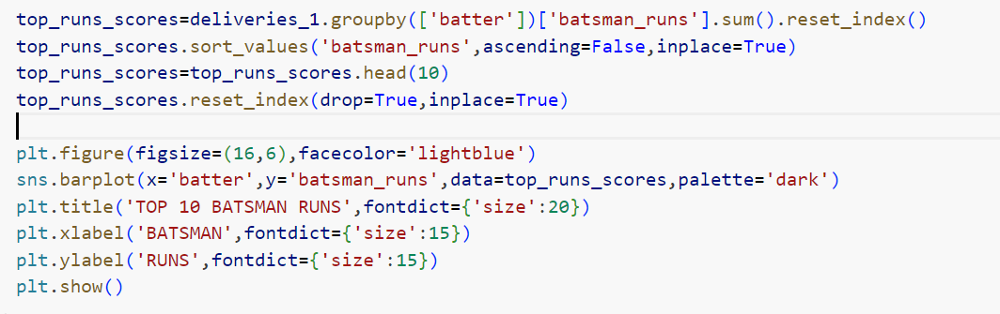 top_runs_scores=deliveries_1.groupby(['batter'])['batsman_runs'].sum().reset_index()
top_runs_scores.sort_values('batsman_runs',ascending=False,inplace=True)
top_runs_scores=top_runs_scores.head(10)
top_runs_scores.reset_index(drop=True,inplace=True)
plt.figure(figsize=(16,6),facecolor='lightblue')
sns.barplot(x='batter',y='batsman_runs',data=top_runs_scores,palette='dark')
plt.title('TOP 10 BATSMAN RUNS',fontdict={'size':20})
plt.xlabel('BATSMAN',fontdict={'size':15})
plt.ylabel('RUNS',fontdict={'size':15})
plt.show()